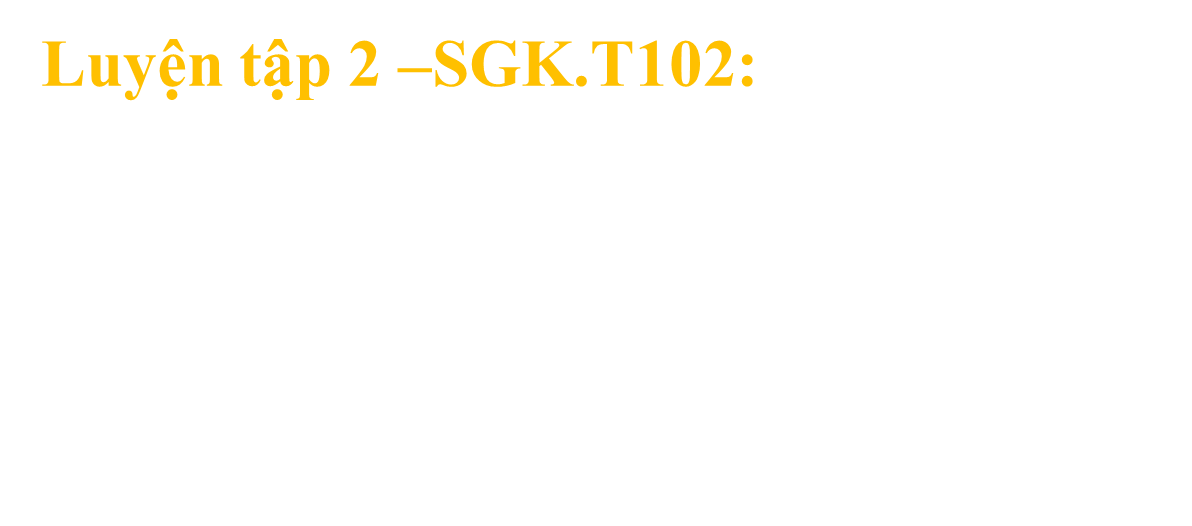 Luyện tập 2 –SGK.T102: